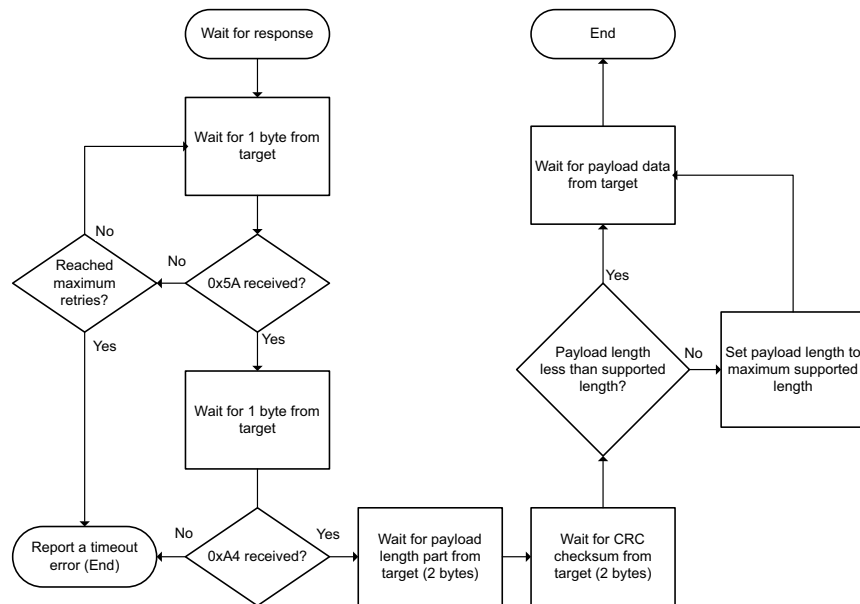 Wait for response
Wait for 1 byte from
target
No
Reached
maximum
retries?
No
0x5A received?
Yes
Yes
Wait for 1 byte from
target
No
Report a timeout
error (End)
0xA4 received?
Yes
Wait for payload
length part from
target (2 bytes)
Wait for CRC
checksum from
target (2 bytes)
Payload length
less than supported
length?
No
Set payload length to
maximum supported
length
Yes
Wait for payload data
from target
End